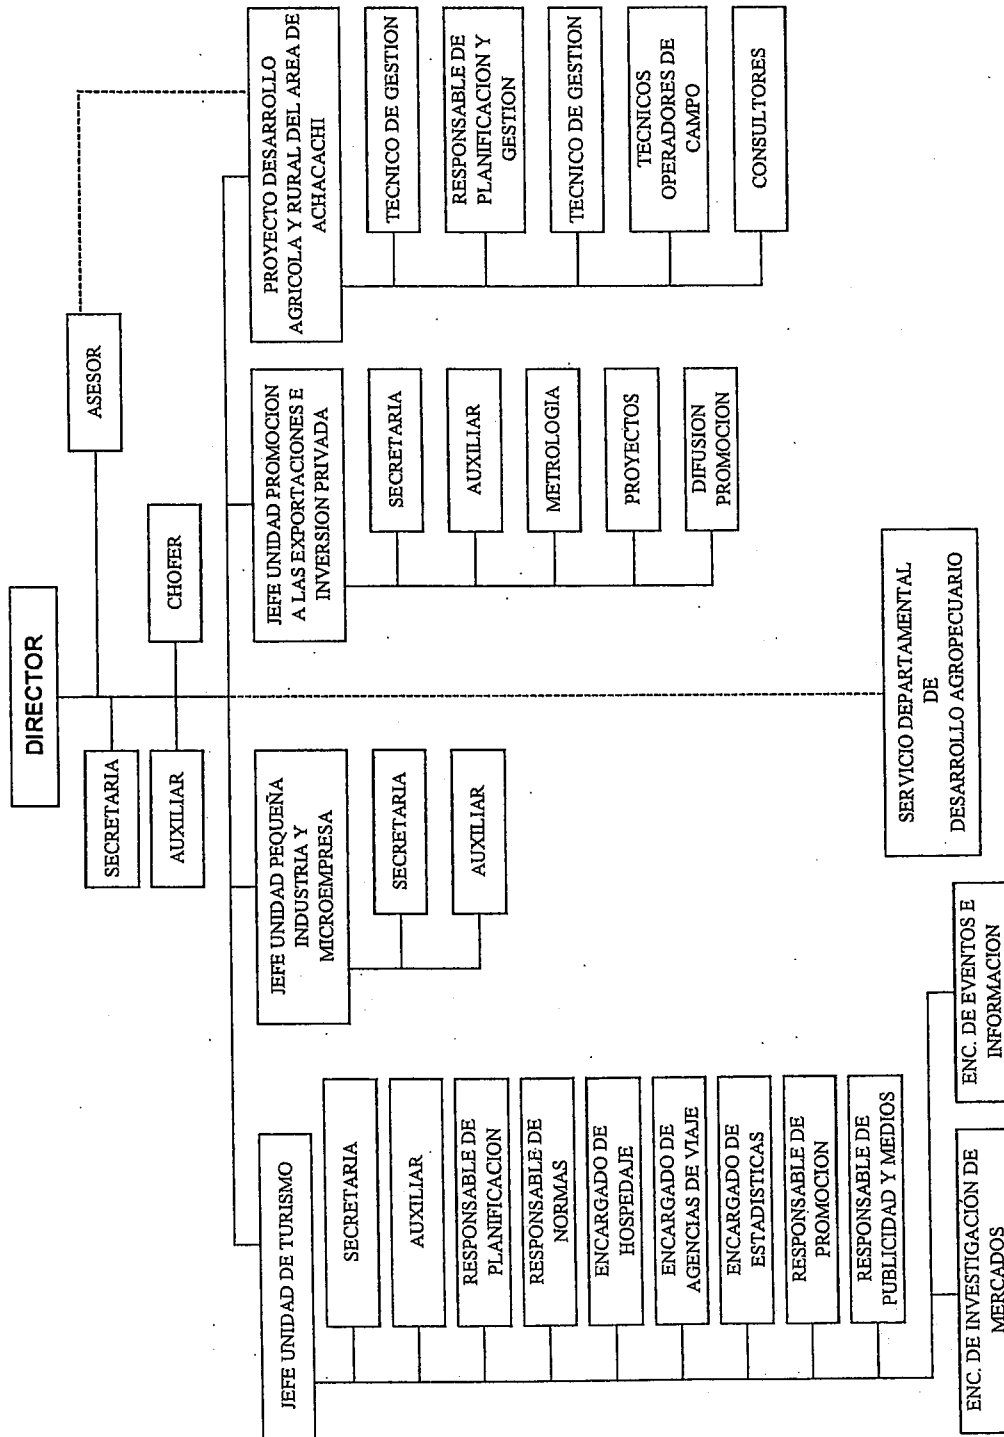 DIRECTOR
SECRETARIA
ASESOR
AUXILIAR
CHOFER
JEFE UNIDAD DE TURISMO
SECRETARIA
AUXILIAR
RESPONSABLE DE
PLANIFICACION
RESPONSABLE DE
NORMAS
ENCARGADO DE
HOSPEDAJE
ENCARGADO DE
AGENCIAS DE VIAJE
ENCARGADO DE
ESTADISTICAS
RESPONSABLE DE
PROMOCION
RESPONSABLE DE
PUBLICIDAD Y MEDIOS
ENC. DE INVESTIGACIÓN DE
MERCADOS
ENC. DE EVENTOS E
INFORMACION
JEFE UNIDAD PEQUEÑA
INDUSTRIA Y
MICROEMPRESA
SECRETARIA
AUXILIAR
JEFE UNIDAD PROMOCION
A LAS EXPORTACIONES E
INVERSION PRIVADA
SECRETARIA
AUXILIAR
METROLOGIA
PROYECTOS
DIFUSION
PROMOCION
PROYECTO DESARROLLO
AGRICOLA Y RURAL DEL AREA DE
ACHACACHI
TECNICO DE GESTION
RESPONSABLE DE
PLANIFICACION Y
GESTION
TECNICO DE GESTION
TECNICOS
OPERADORES DE
CAMPO
CONSULTORES
SERVICIO DEPARTAMENTAL
DE
DESARROLLO AGROPECUARIO